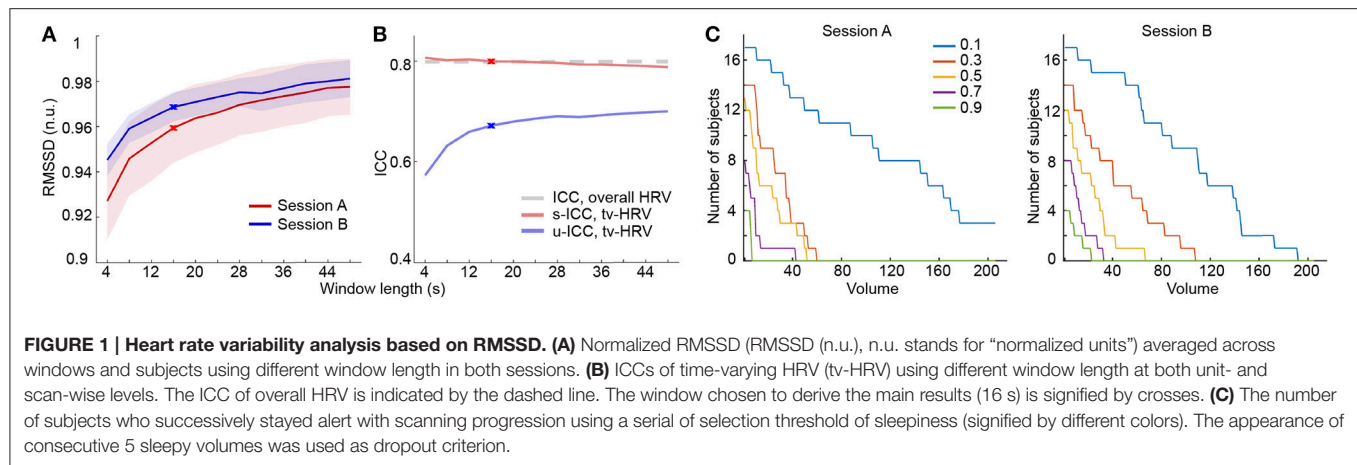 A
RMSSD (n.u.)
1
0.98
0.96
0.94
0.92
0.9
Session A
Session B
4 12 20 28 36 44
B
ICC
0.8
0.6
0.4
ICC, overall HRV
s-ICC, tv-HRV
u-ICC, tv-HRV
4 12 20 28 36 44
Window length (s)
C
Session A
Number of subjects
16
12
8
4
0
0.1
0.3
0.5
0.7
0.9
40 80 120 160 200
Volume
Session B
Number of subjects
16
12
8
4
0
40 80 120 160 200
Volume
FIGURE 1 | Heart rate variability analysis based on RMSSD. (A) Normalized RMSSD (RMSSD (n.u.), n.u. stands for “normalized units”) averaged across
windows and subjects using different window length in both sessions. (B) ICCs of time-varying HRV (tv-HRV) using different window length at both unit- and
scan-wise levels. The ICC of overall HRV is indicated by the dashed line. The window chosen to derive the main results (16 s) is signified by crosses. (C) The number
of subjects who successively stayed alert with scanning progression using a serial of selection threshold of sleepiness (signified by different colors). The appearance of
consecutive 5 sleepy volumes was used as dropout criterion.